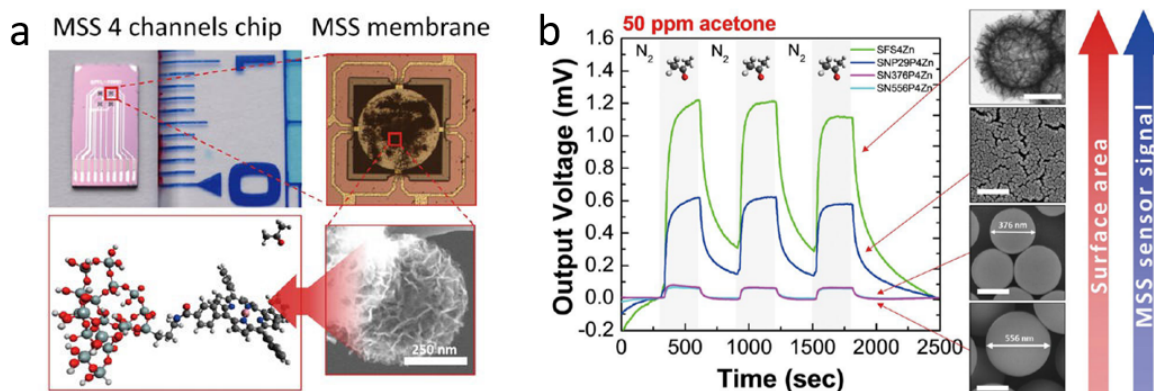 a
MSS 4 channels chip
MSS membrane
250 nm
b
50 ppm acetone
N2 N2 N2
SFS4Zn
SNP29P4Zn
SN376P4Zn
SN556P4Zn
Output Voltage (mV)
1.6
1.4
1.2
1.0
0.8
0.6
0.4
0.2
0.0
-0.2
0 500 1000 1500 2000 2500
Time (sec)
376 nm
556 nm
Surface area
MSS sensor signal